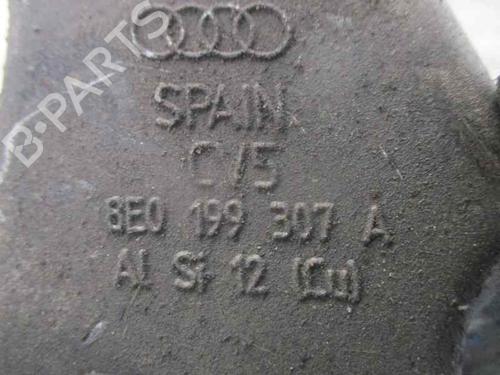 B-PARTS
SPAIN
C/5
8E0 199 307 A
Al Si 12 (Cu)